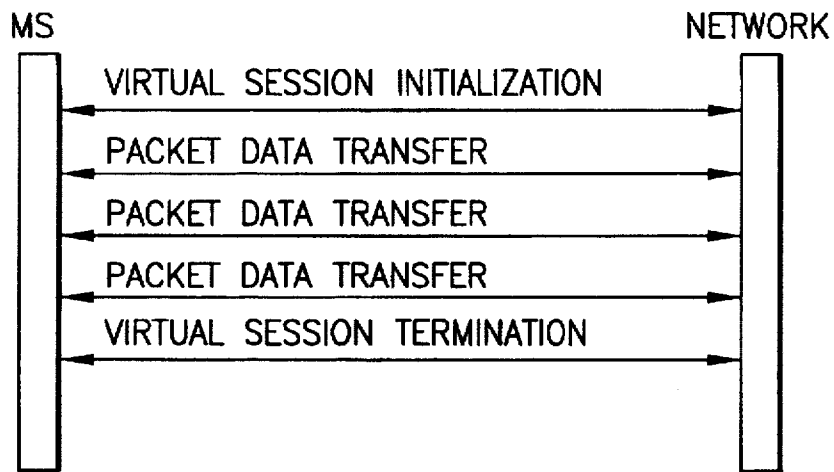 MS
NETWORK
VIRTUAL SESSION INITIALIZATION
PACKET DATA TRANSFER
PACKET DATA TRANSFER
PACKET DATA TRANSFER
VIRTUAL SESSION TERMINATION